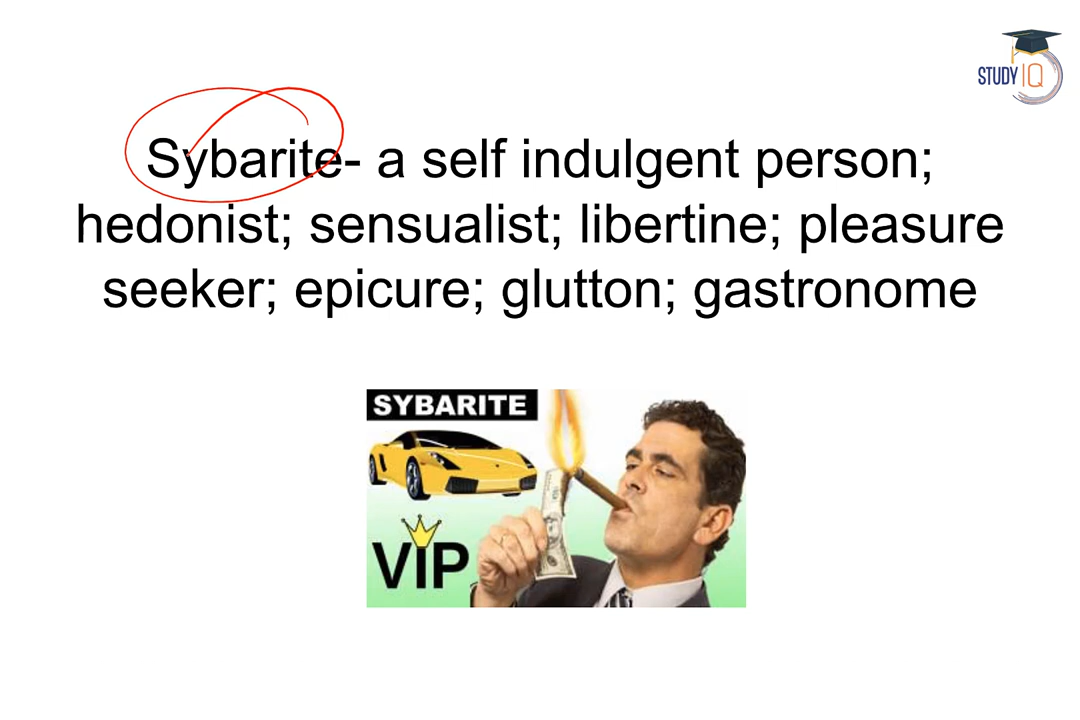 STUDY IQ
Sybarite- a self indulgent person;
hedonist; sensualist; libertine; pleasure
seeker; epicure; glutton; gastronome
SYBARITE
VIP